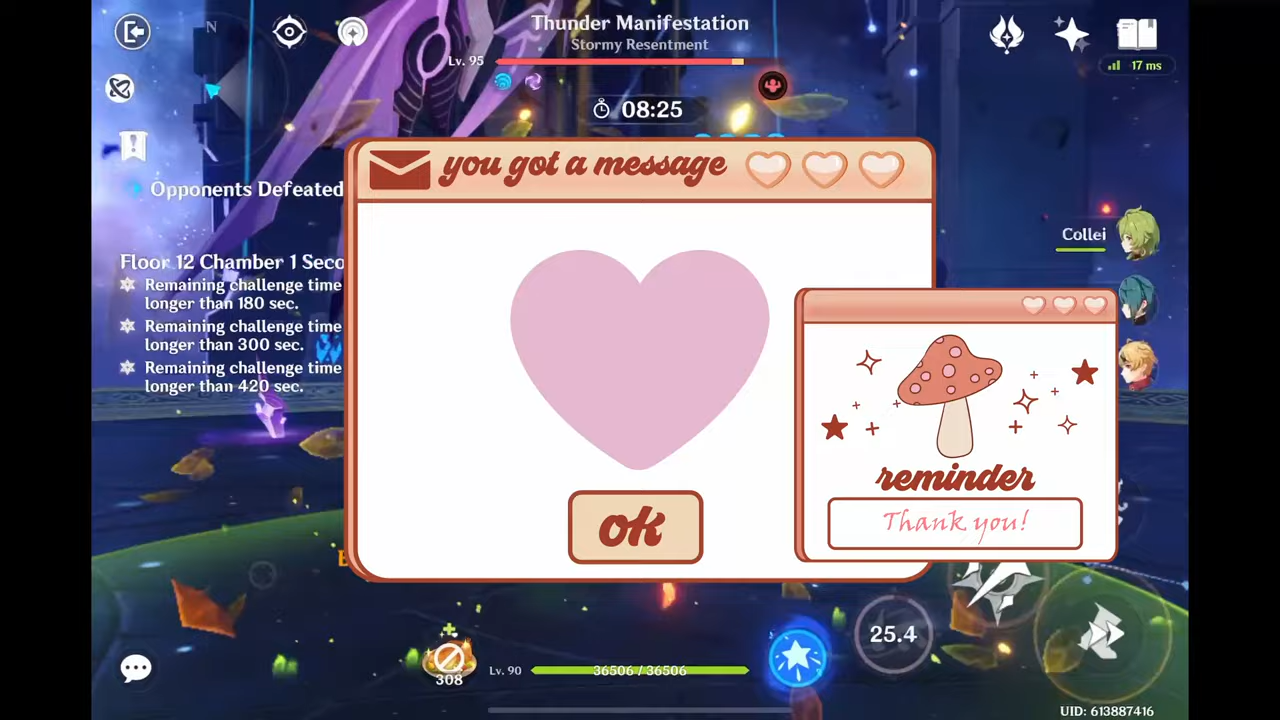 N
Thunder Manifestation
Stormy Resentment
Lv. 95
17 ms
08:25
you got a message
Opponents Defeated
Collei
Floor 12 Chamber 1 Seco
Remaining challenge time
longer than 180 sec.
Remaining challenge time
longer than 300 sec.
Remaining challenge time
longer than 420 sec.
reminder
Thank you!
ok
25.4
308
Lv. 90
36506 / 36506
UID: 613887416